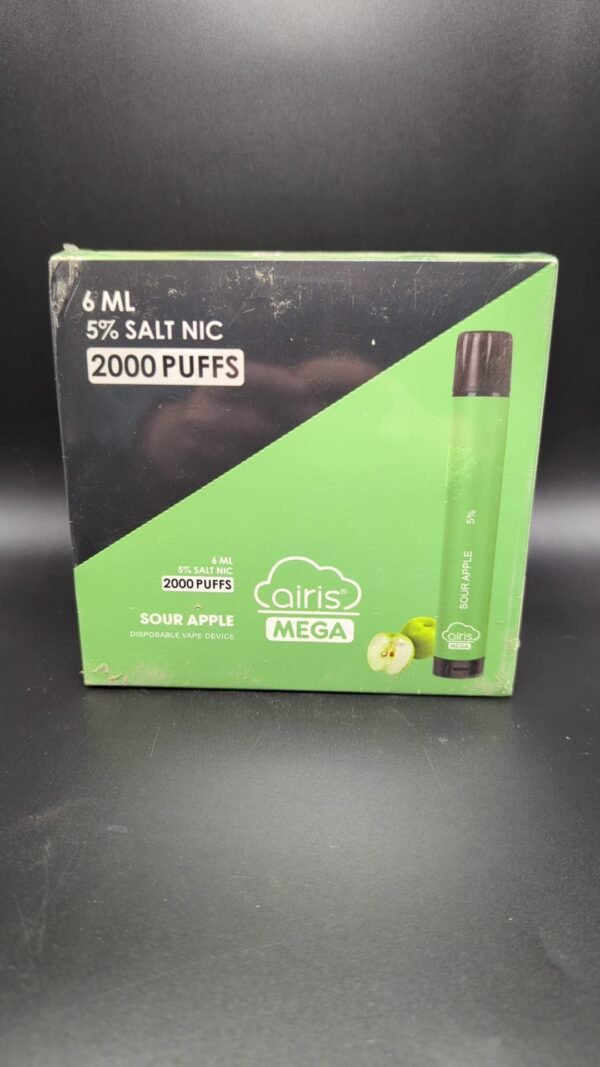 6 ML
5% SALT NIC
2000 PUFFS
6 ML
5% SALT NIC
2000 PUFFS
SOUR APPLE
DISPOSABLE VAPE DEVICE
airis®
MEGA
SOUR APPLE 5%
airis
MEGA